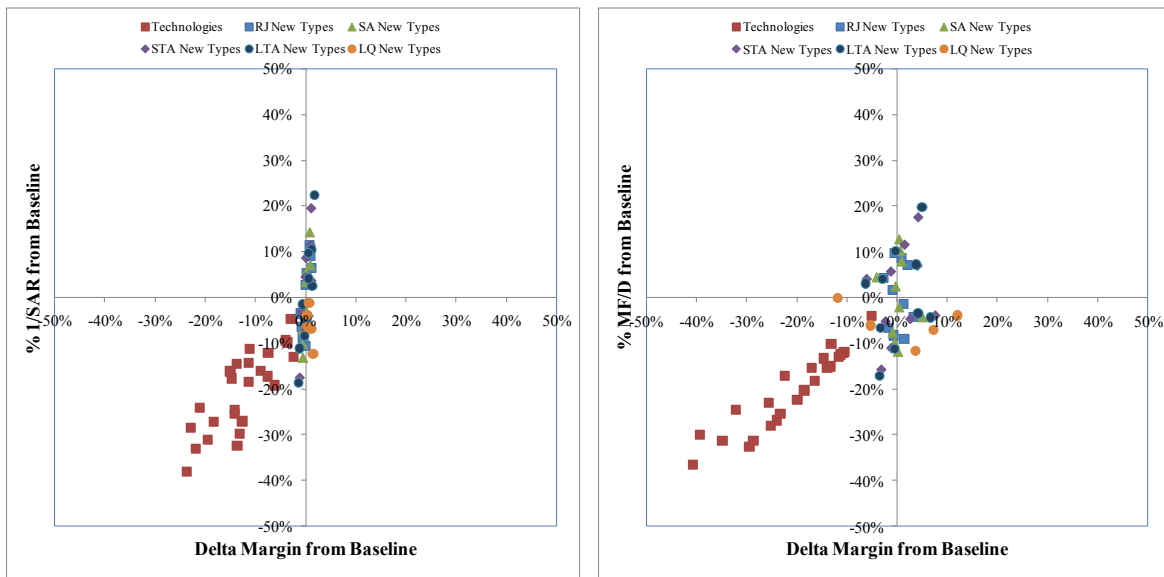 Technologies RJ New Types SA New Types
STA New Types LTA New Types LQ New Types
50%
40%
30%
20%
10%
0%
-50% -40% -30% -20% -10% 0% 10% 20% 30% 40% 50%
-10%
-20%
-30%
-40%
-50%
% 1/SAR from Baseline
Delta Margin from Baseline
Technologies RJ New Types SA New Types
STA New Types LTA New Types LQ New Types
50%
40%
30%
20%
10%
0%
-50% -40% -30% -20% -10% 0% 10% 20% 30% 40% 50%
-10%
-20%
-30%
-40%
-50%
% MF/D from Baseline
Delta Margin from Baseline